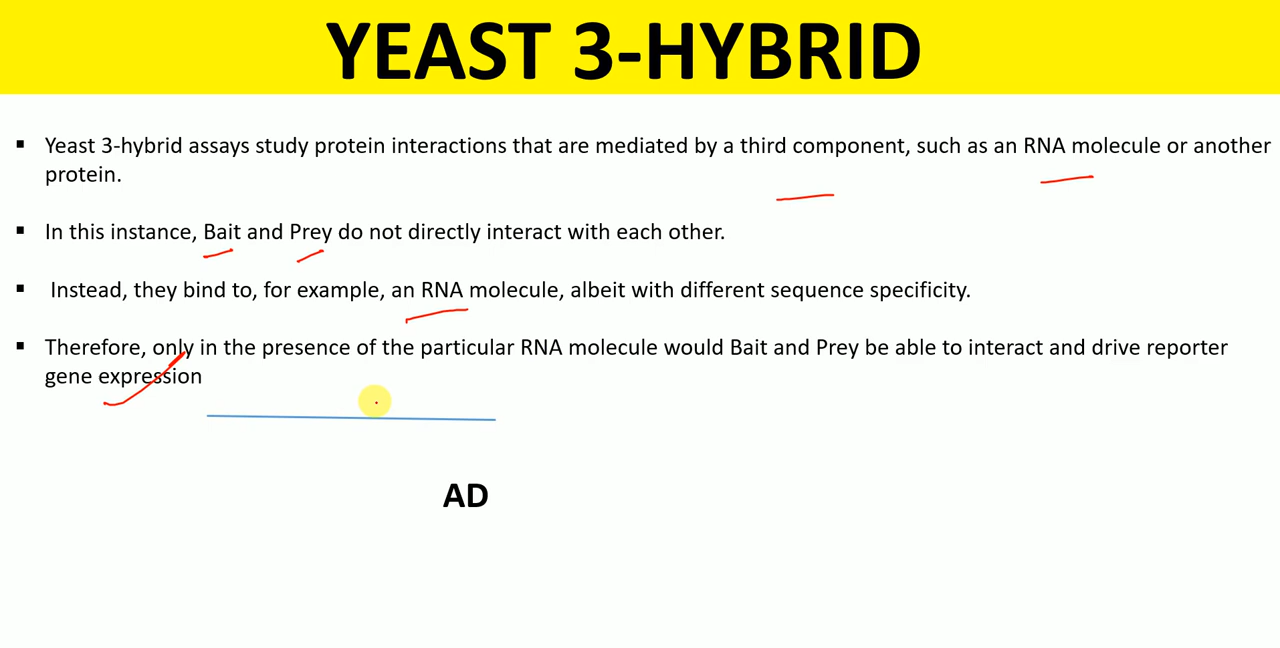 YEAST 3-HYBRID
▪ Yeast 3-hybrid assays study protein interactions that are mediated by a third component, such as an RNA molecule or another
protein.
▪ In this instance, Bait and Prey do not directly interact with each other.
▪ Instead, they bind to, for example, an RNA molecule, albeit with different sequence specificity.
▪ Therefore, only in the presence of the particular RNA molecule would Bait and Prey be able to interact and drive reporter
gene expression
AD